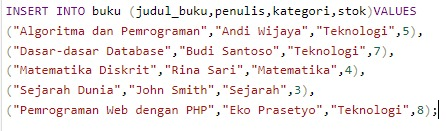 INSERT INTO buku (judul_buku,penulis,kategori,stok)VALUES
("Algoritma dan Pemrograman","Andi Wijaya","Teknologi",5),
("Dasar-dasar Database","Budi Santoso","Teknologi",7),
("Matematika Diskrit","Rina Sari","Matematika",4),
("Sejarah Dunia","John Smith","Sejarah",3),
("Pemrograman Web dengan PHP","Eko Prasetyo","Teknologi",8);